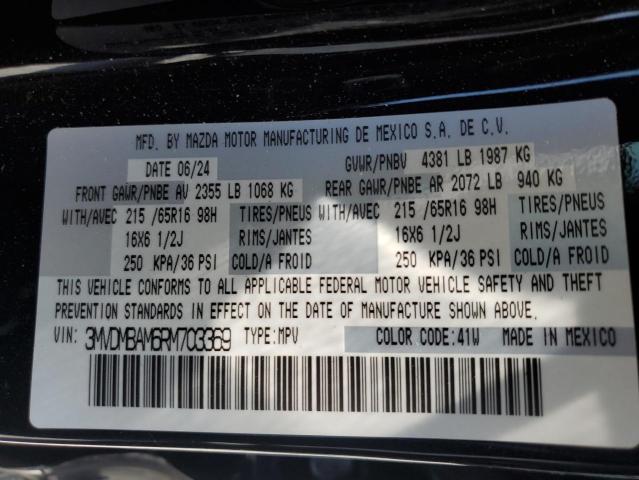 MFD. BY MAZDA MOTOR MANUFACTURING DE MEXICO S.A. DE C.V.
DATE 06/24 GVWR/PNBV 4381 LB 1987 KG
FRONT GAWR/PNBE AV 2355 LB 1068 KG REAR GAWR/PNBE AR 2072 LB 940 KG
WITH/AVEC 215 /65R16 98H TIRES/PNEUS WITH/AVEC 215 /65R16 98H TIRES/PNEUS
16X6 1/2J RIMS/JANTES 16X6 1/2J RIMS/JANTES
250 KPA/36 PSI COLD/A FROID 250 KPA/36 PSI COLD/A FROID
THIS VEHICLE CONFORMS TO ALL APPLICABLE FEDERAL MOTOR VEHICLE SAFETY AND THEFT
PREVENTION STANDARDS IN EFFECT ON THE DATE OF MANUFACTURE SHOWN ABOVE.
VIN: 3MVDMBAM6RM703369 TYPE:MPV COLOR CODE:41W MADE IN MEXICO